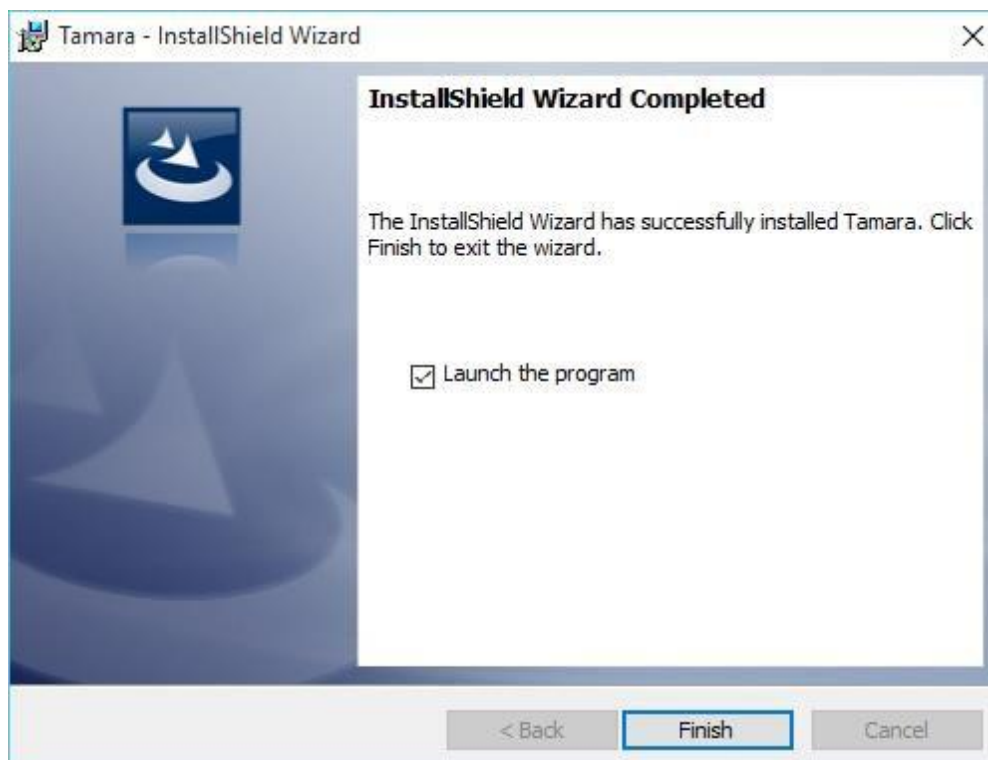 Tamara - InstallShield Wizard
InstallShield Wizard Completed
The InstallShield Wizard has successfully installed Tamara. Click
Finish to exit the wizard.
Launch the program
< Back
Finish
Cancel